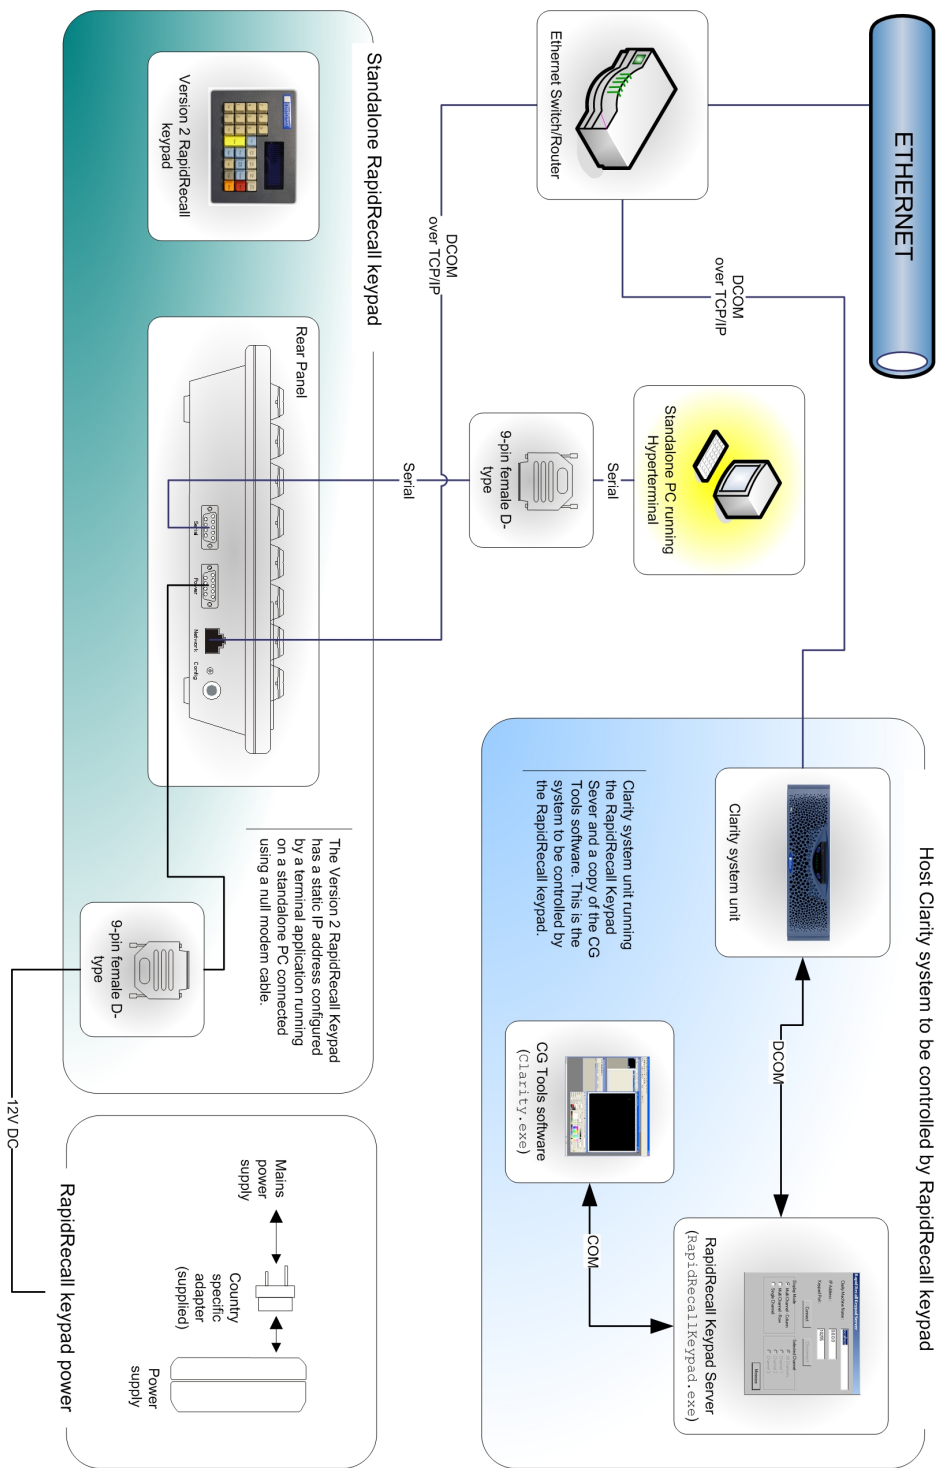 ETHERNET
Ethernet Switch/Router
DCOM
over TCP/IP
DCOM
over TCP/IP
Standalone PC running
Hyperterminal
Serial
9-pin female D-
type
Serial
Host Clarity system to be controlled by RapidRecall keypad
Clarity system unit
DCOM
RapidRecall Keypad Server
(RapidRecallKeypad.exe)
Clarity system unit running
the RapidRecall Keypad
Sever and a copy of the CG
Tools software. This is the
system to be controlled by
the RapidRecall keypad.
CG Tools software
(Clarity.exe)
COM
Standalone RapidRecall keypad
Version 2 RapidRecall
keypad
Rear Panel
Serial
Power
Network
Config
The Version 2 RapidRecall Keypad
has a static IP address configured
by a terminal application running
on a standalone PC connected
using a null modem cable.
9-pin female D-
type
12V DC
Mains
power
supply
Country
specific
adapter
(supplied)
Power
supply
RapidRecall keypad power